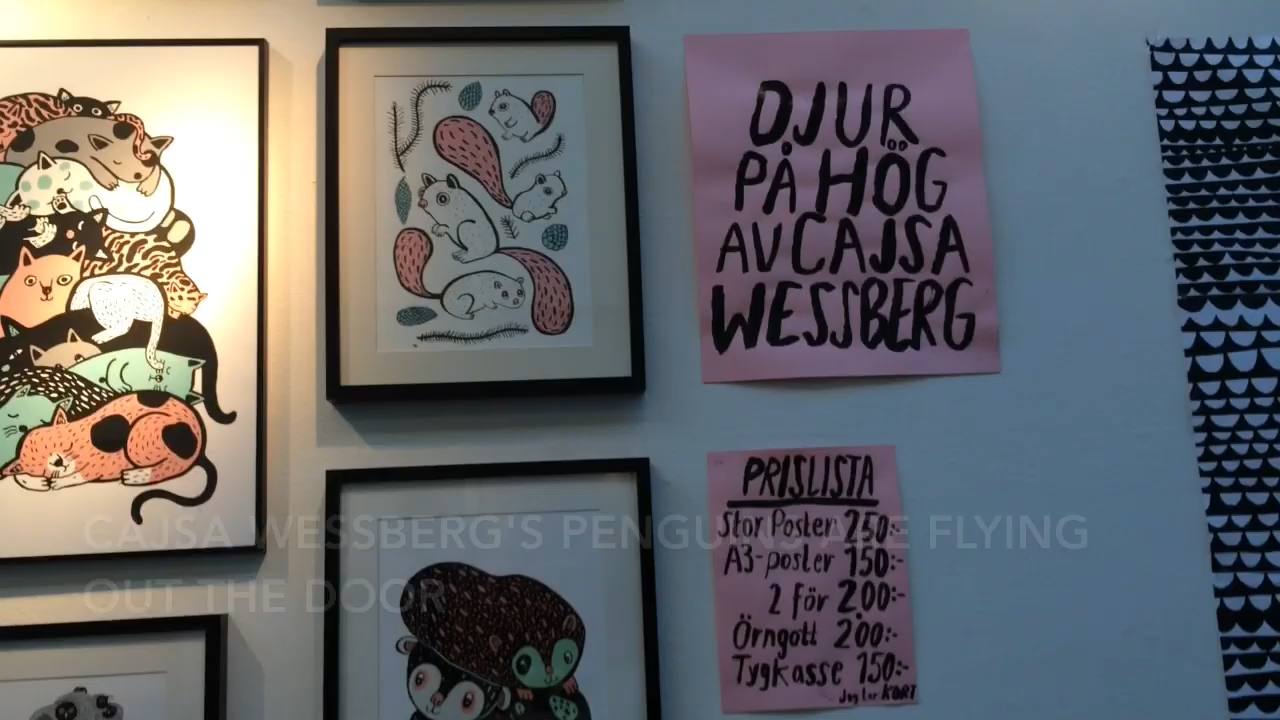 DJUR
PÅ HÖG
AV CAJSA
WESSBERG
PRISLISTA
Stor Poster 250:-
A3-poster 150:-
2 för 200:-
Örngott 200:-
Tygkasse 150:-
Jag tar KORT
CAJSA WESSBERG'S PENGUINS ARE FLYING
OUT THE DOOR